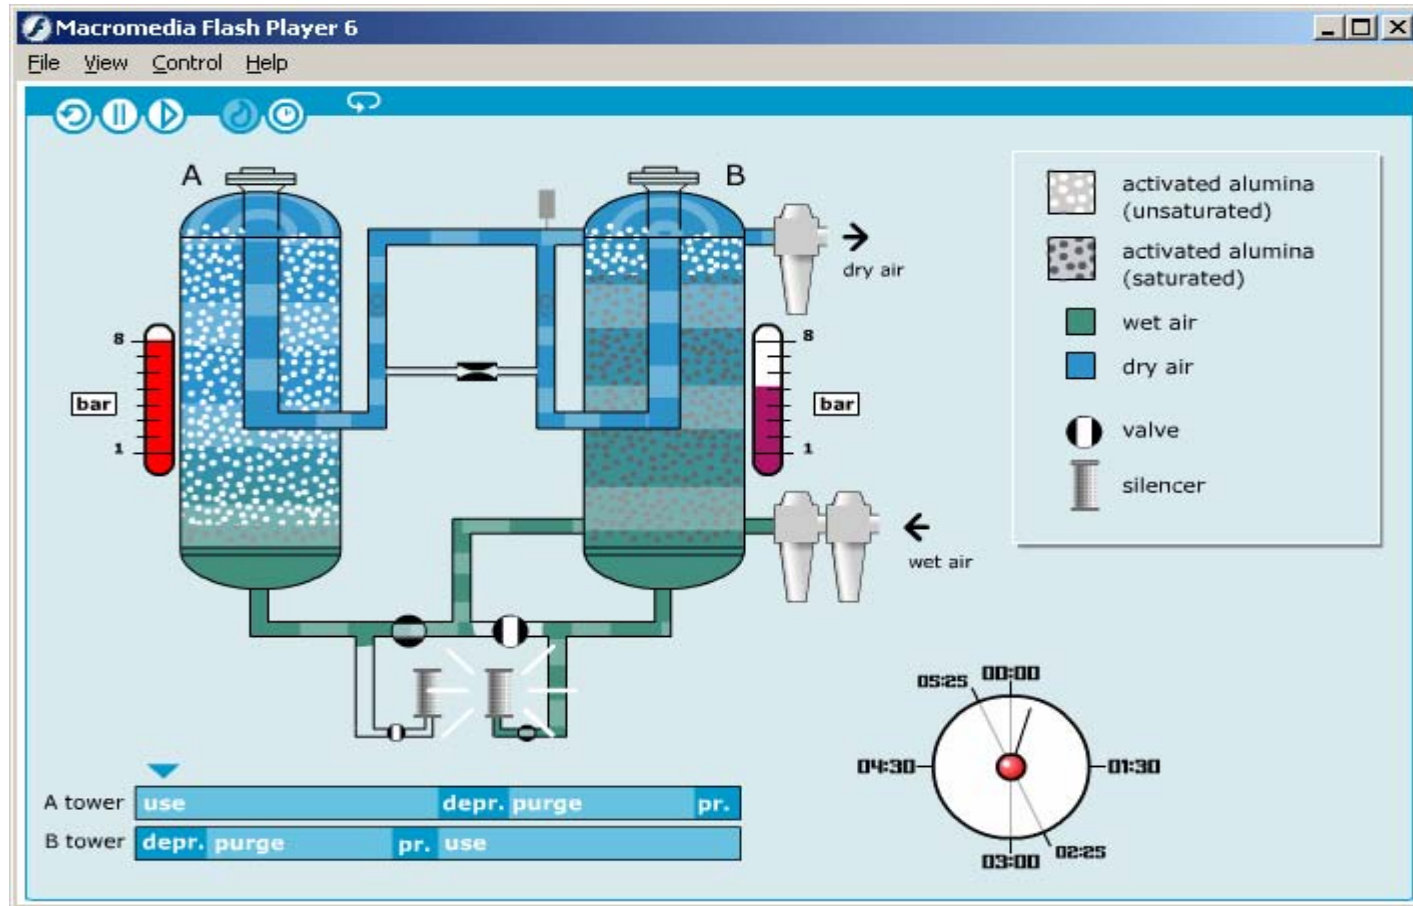 Macromedia Flash Player 6
File View Control Help
A
B
activated alumina
(unsaturated)
activated alumina
(saturated)
wet air
dry air
valve
silencer
dry air
8
bar
1
8
bar
1
wet air
05:25
00:00
04:30
01:30
03:00
02:25
A tower use depr. purge pr.
B tower depr. purge pr. use